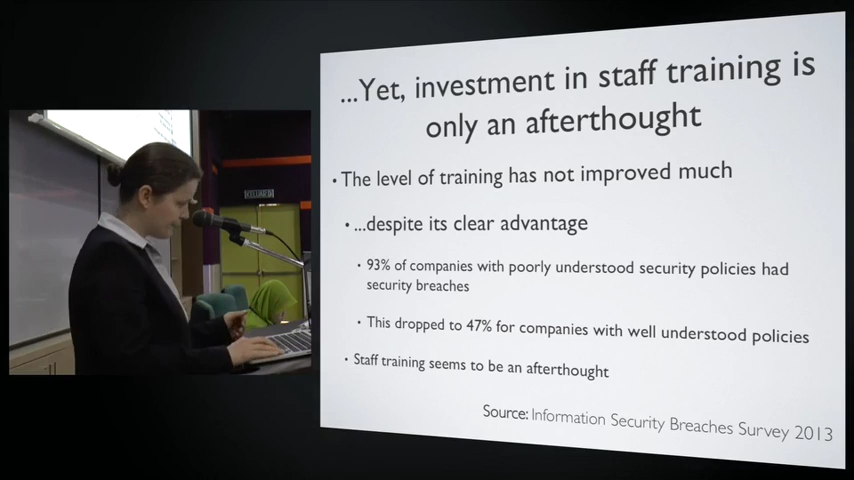 ...Yet, investment in staff training is
only an afterthought
• The level of training has not improved much
• ...despite its clear advantage
• 93% of companies with poorly understood security policies had
security breaches
• This dropped to 47% for companies with well understood policies
• Staff training seems to be an afterthought
Source: Information Security Breaches Survey 2013